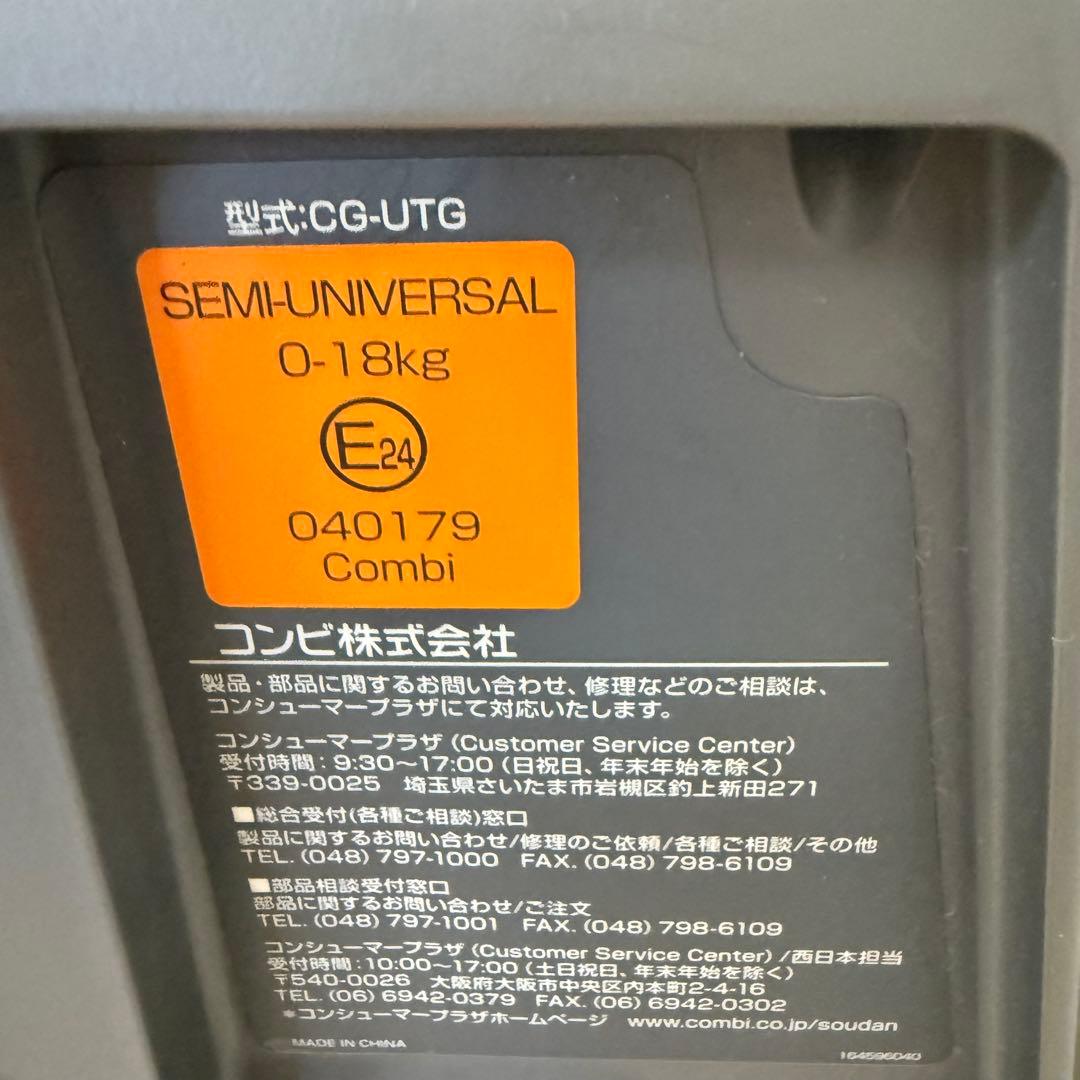 型式:CG-UTG
SEMI-UNIVERSAL
0-18kg
E24
040179
Combi
コンビ株式会社
製品・部品に関するお問い合わせ、修理などのご相談は、
コンシューマープラザにて対応いたします。
コンシューマープラザ (Customer Service Center)
受付時間:9:30〜17:00 (日祝日、年末年始を除く)
〒339-0025 埼玉県さいたま市岩槻区釣上新田271
■総合受付(各種ご相談)窓口
製品に関するお問い合わせ/修理のご依頼/各種ご相談/その他
TEL. (048) 797-1000 FAX. (048) 798-6109
■部品相談受付窓口
部品に関するお問い合わせ/ご注文
TEL. (048) 797-1001 FAX. (048) 798-6109
コンシューマープラザ (Customer Service Center) /西日本担当
受付時間:10:00〜17:00 (土日祝日、年末年始を除く)
〒540-0026 大阪府大阪市中央区内本町2-4-16
TEL. (06) 6942-0379 FAX. (06) 6942-0302
*コンシューマープラザホームページ www.combi.co.jp/soudan
MADE IN CHINA
164596040